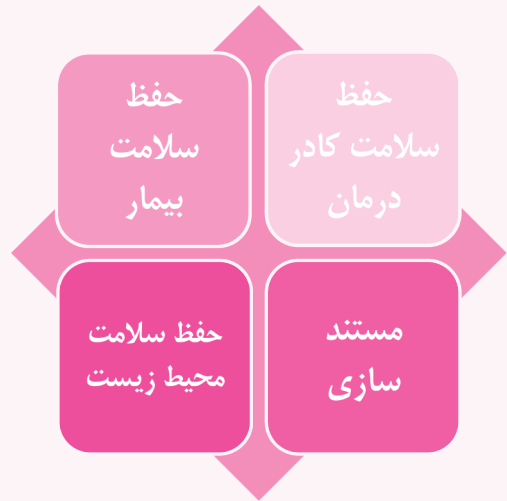 حفظ
سلامت کادر
درمان
حفظ
سلامت
بیمار
مستند
سازی
حفظ سلامت
محیط زیست